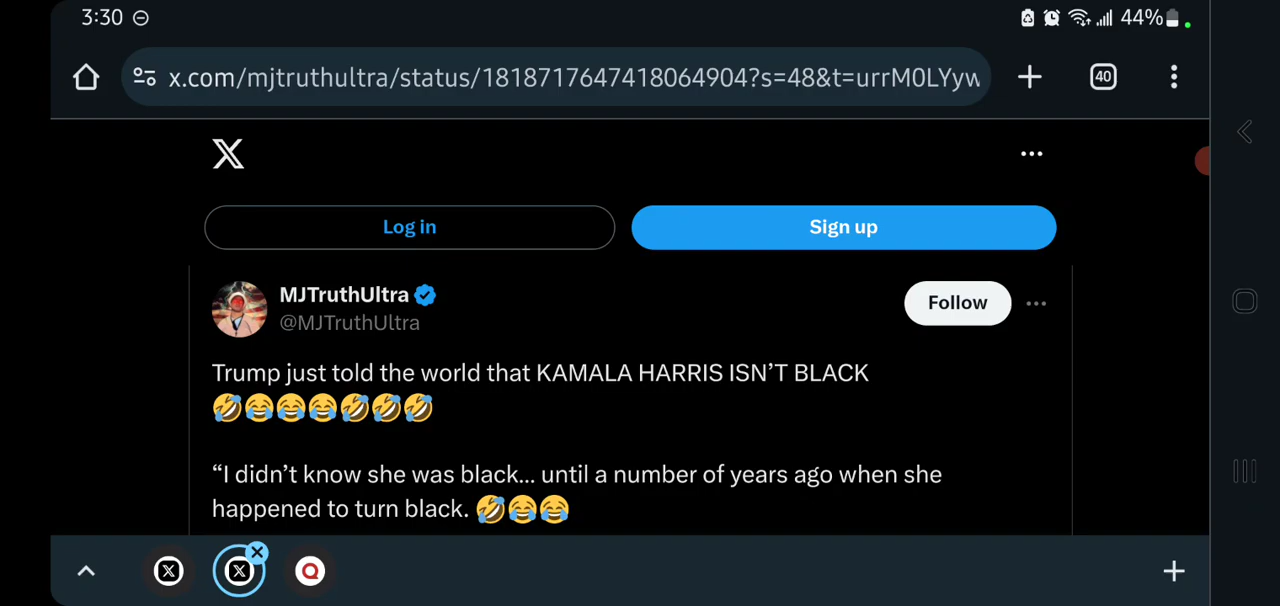 3:30
44%
x.com/mjtruthultra/status/1818717647418064904?s=48&t=urrM0LYyw
40
Log in
Sign up
MJTruthUltra
Follow
@MJTruthUltra
Trump just told the world that KAMALA HARRIS ISN’T BLACK
🤣😂😂😂🤣🤣🤣
“I didn’t know she was black... until a number of years ago when she
happened to turn black. 🤣😂😂